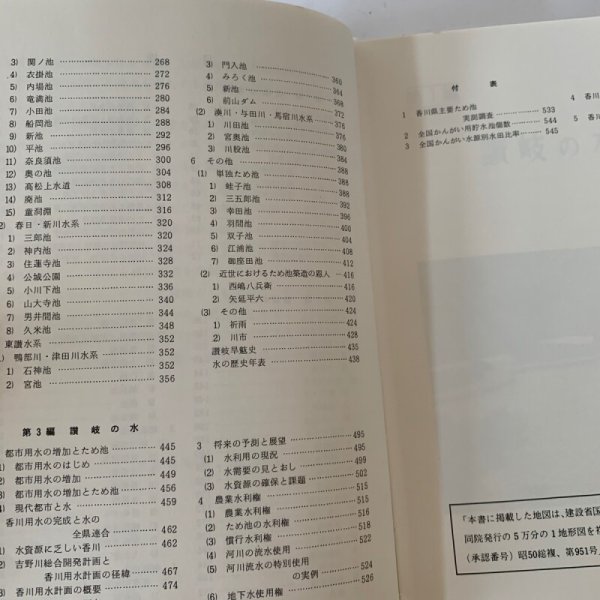 3) 関ノ池 268
4) 衣掛池 272
5) 内場池 276
6) 竜満池 280
7) 小田池 284
8) 船岡池 288
9) 新池 292
10) 平池 296
11) 奈良須池 300
12) 奥の池 304
13) 高松上水道 308
14) 廃池 312
15) 童洞淵 316
春日・新川水系 320
1) 三郎池 320
2) 神内池 324
3) 住蓮寺池 328
4) 公城公園 332
5) 小川下池 336
6) 山大寺池 340
7) 男井間池 344
8) 久米池 348
東讃水系 352
鴨部川・津田川水系 352
1) 石神池 352
2) 宮池 356
3) 門入池 360
4) みろく池 364
5) 新池 368
6) 前山ダム 372
(2) 湊川・与田川・馬宿川水系 376
1) 川田池 376
2) 宮奥池 380
3) 川股池 384
6 その他 388
(1) 単独ため池 388
1) 蛙子池 388
2) 三五郎池 392
3) 幸田池 396
4) 羽間池 400
5) 双子池 404
6) 江浦池 408
7) 御座田池 412
(2) 近世におけるため池築造の恩人 416
1) 西嶋八兵衛 416
2) 矢延平六 420
(3) その他 424
1) 祈雨 424
2) 川市 424
讃岐旱魃史 435
水の歴史年表 438
第3編 讃岐の水
都市用水の増加とため池 445
都市用水のはじめ 445
都市用水の増加 447
都市用水の増加とため池 456
(4) 現代都市と水 459
香川用水の完成と水の
全県連合 462
(1) 水資源に乏しい香川 462
(2) 吉野川総合開発計画と
香川用水計画の径緯 467
3 将来の予測と展望 495
(1) 水利用の現況 495
(2) 水需要の見とおし 502
(3) 水資源の確保と課題 515
4 農業水利権
(1) 農業水利権
(2) ため池の水利権
(3) 慣行水利権
(4) 河川の流水使用
(5) 河川流水の特別使用
の実例 524
(6) 地下水使用権 526
付表
1 香川県主要ため池
実測調査 533
2 全国かんがい用貯水池個数 544
3 全国かんがい水源別水田比率 545
4 香川
5 香
「本書に掲載した地図は、建設省国
同院発行の5万分の1地形図を複
(承認番号) 昭50総複、第951号